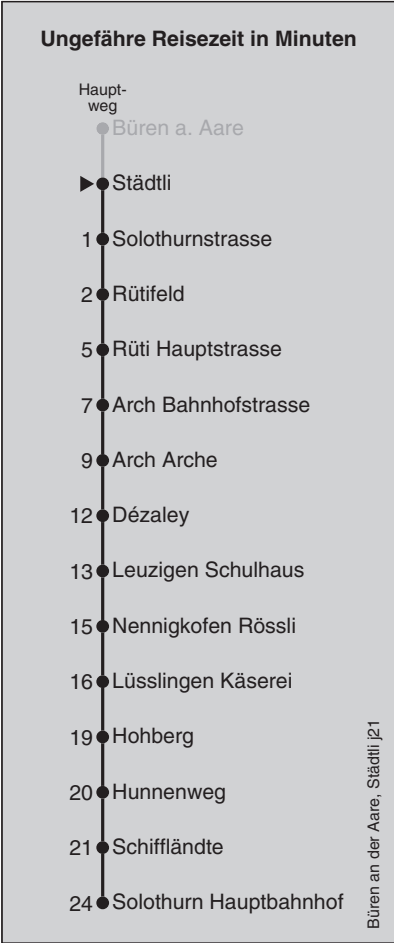 Ungefähre Reisezeit in Minuten
Haupt-
weg
Büren a. Aare
Städtli
1 Solothurnstrasse
2 Rütifeld
5 Rüti Hauptstrasse
7 Arch Bahnhofstrasse
9 Arch Arche
12 Dézaley
13 Leuzigen Schulhaus
15 Nennigkofen Rössli
16 Lüsslingen Käserei
19 Hohberg
20 Hunnenweg
21 Schiffländte
24 Solothurn Hauptbahnhof
Büren an der Aare, Städtli j21